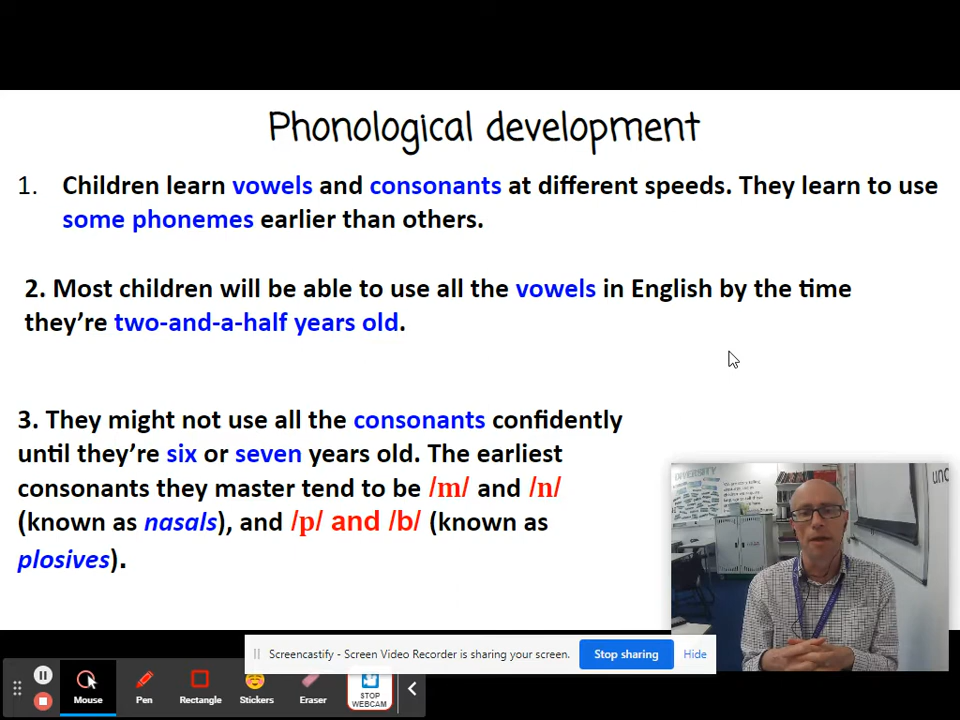 Phonological development
1. Children learn vowels and consonants at different speeds. They learn to use
some phonemes earlier than others.
2. Most children will be able to use all the vowels in English by the time
they're two-and-a-half years old.
3. They might not use all the consonants confidently
until they're six or seven years old. The earliest
consonants they master tend to be /m/ and /n/
(known as nasals), and /p/ and /b/ (known as
plosives).
DIVERSITY
Screencastify - Screen Video Recorder is sharing your screen.
Stop sharing
Hide
Mouse
Pen
Rectangle
Stickers
Eraser
STOP
WEBCAM